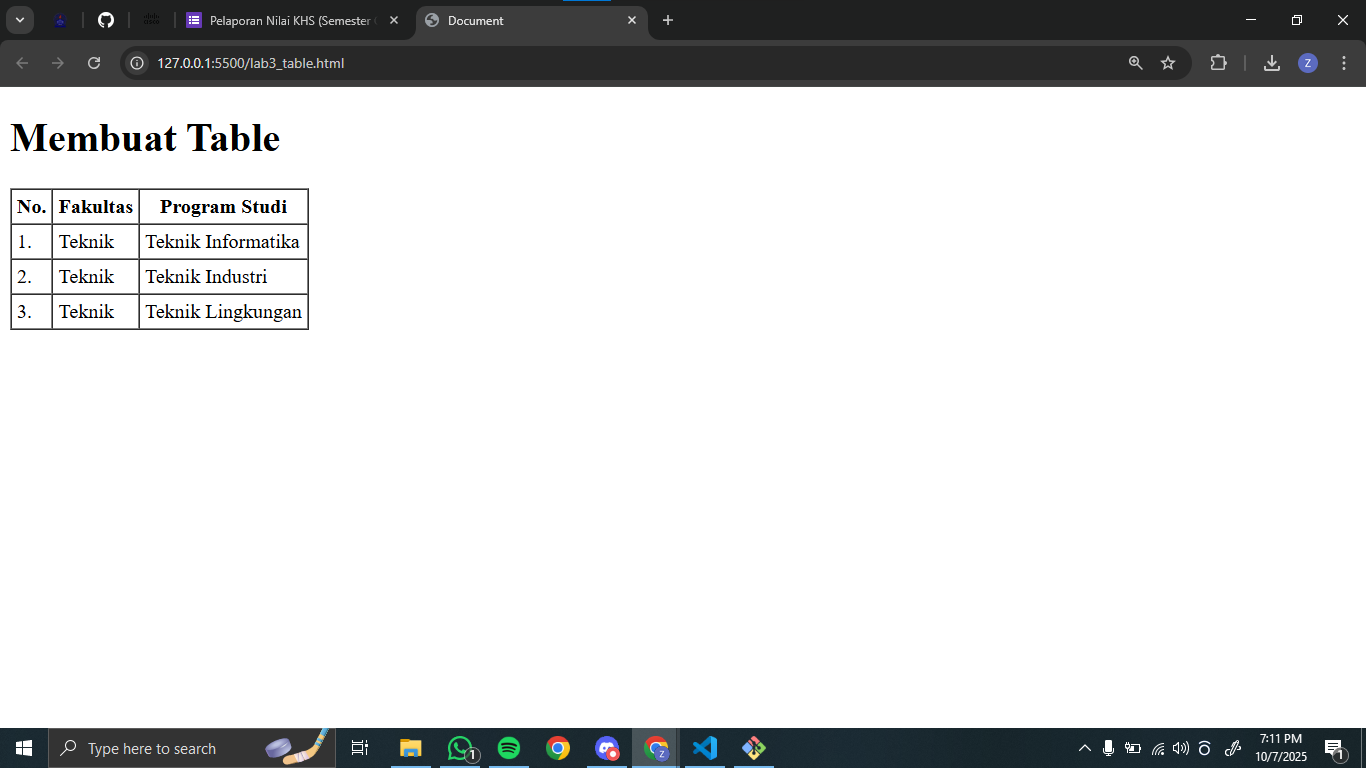 Pelaporan Nilai KHS (Semester
Document
127.0.0.1:5500/lab3_table.html
Z
Membuat Table
No. Fakultas Program Studi
1. Teknik Teknik Informatika
2. Teknik Teknik Industri
3. Teknik Teknik Lingkungan
Type here to search
1
Z
7:11 PM
10/7/2025
1